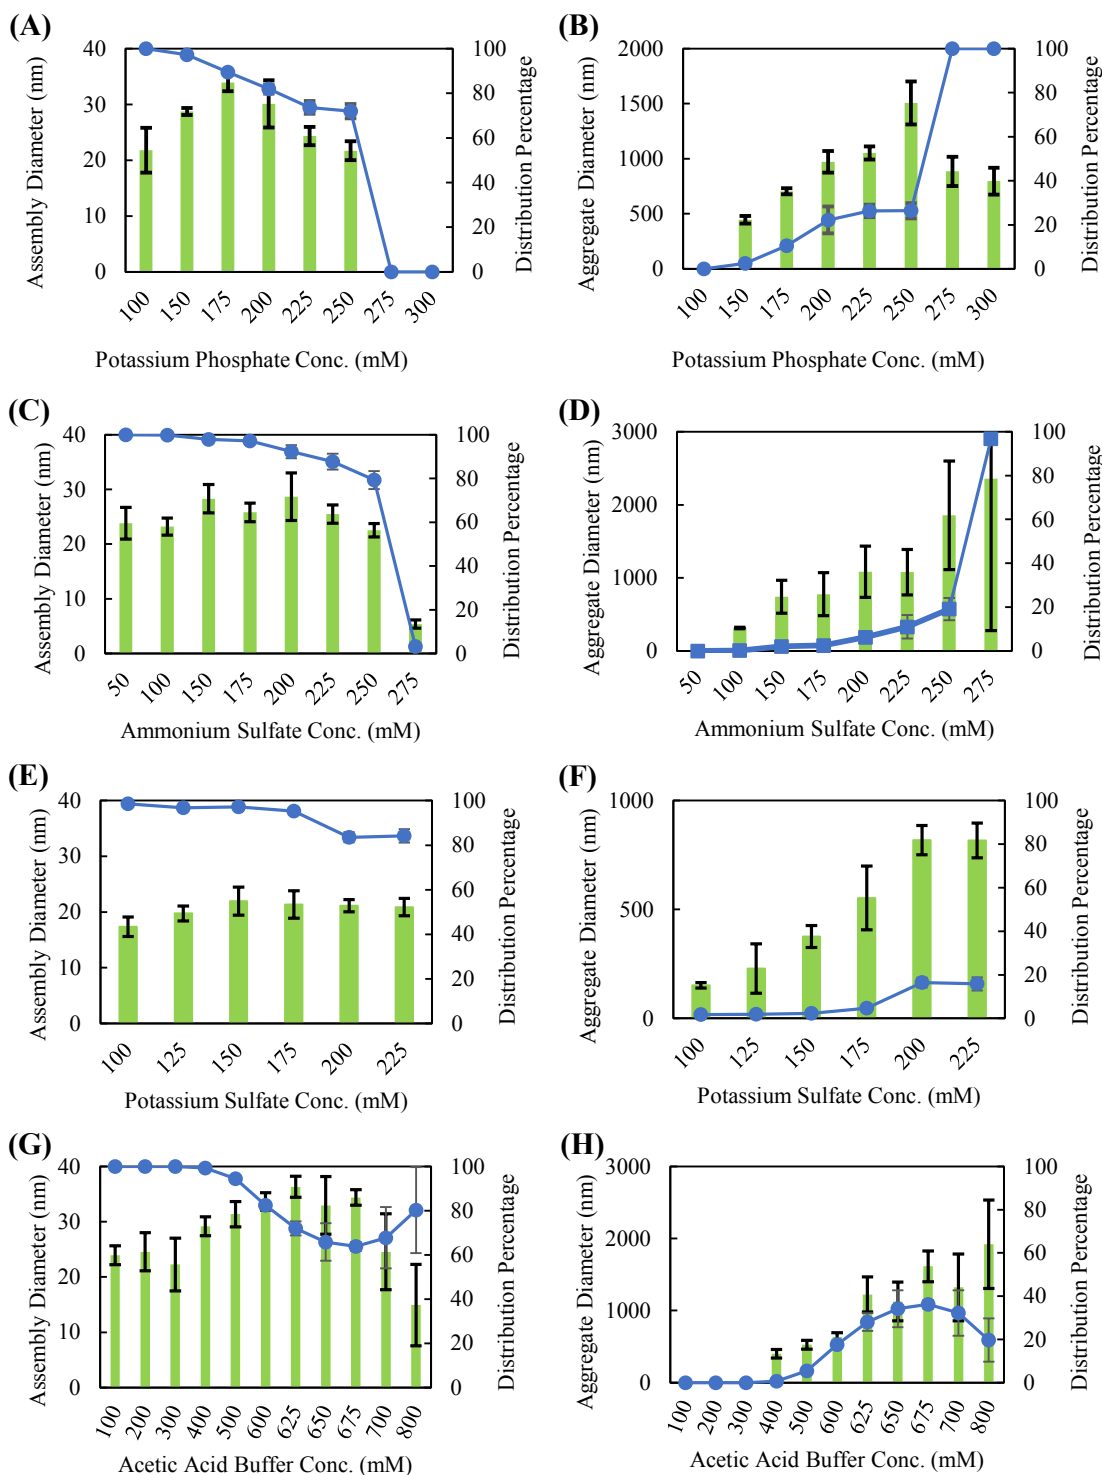 (A)
Assembly Diameter (nm)
40
30
20
10
0
100
80
60
40
20
0
Distribution Percentage
100 150 175 200 225 250 275 300
Potassium Phosphate Conc. (mM)
(B)
Aggregate Diameter (nm)
2000
1500
1000
500
0
100
80
60
40
20
0
Distribution Percentage
100 150 175 200 225 250 275 300
Potassium Phosphate Conc. (mM)
(C)
Assembly Diameter (nm)
40
30
20
10
0
100
80
60
40
20
0
Distribution Percentage
50 100 150 175 200 225 250 275
Ammonium Sulfate Conc. (mM)
(D)
Aggregate Diameter (nm)
3000
2000
1000
0
100
80
60
40
20
0
Distribution Percentage
50 100 150 175 200 225 250 275
Ammonium Sulfate Conc. (mM)
(E)
Assembly Diameter (nm)
40
30
20
10
0
100
80
60
40
20
0
Distribution Percentage
100 125 150 175 200 225
Potassium Sulfate Conc. (mM)
(F)
Aggregate Diameter (nm)
1000
500
0
100
80
60
40
20
0
Distribution Percentage
100 125 150 175 200 225
Potassium Sulfate Conc. (mM)
(G)
Assembly Diameter (nm)
40
30
20
10
0
100
80
60
40
20
0
Distribution Percentage
100 200 300 400 500 600 625 650 675 700 800
Acetic Acid Buffer Conc. (mM)
(H)
Aggregate Diameter (nm)
3000
2000
1000
0
100
80
60
40
20
0
Distribution Percentage
100 200 300 400 500 600 625 650 675 700 800
Acetic Acid Buffer Conc. (mM)